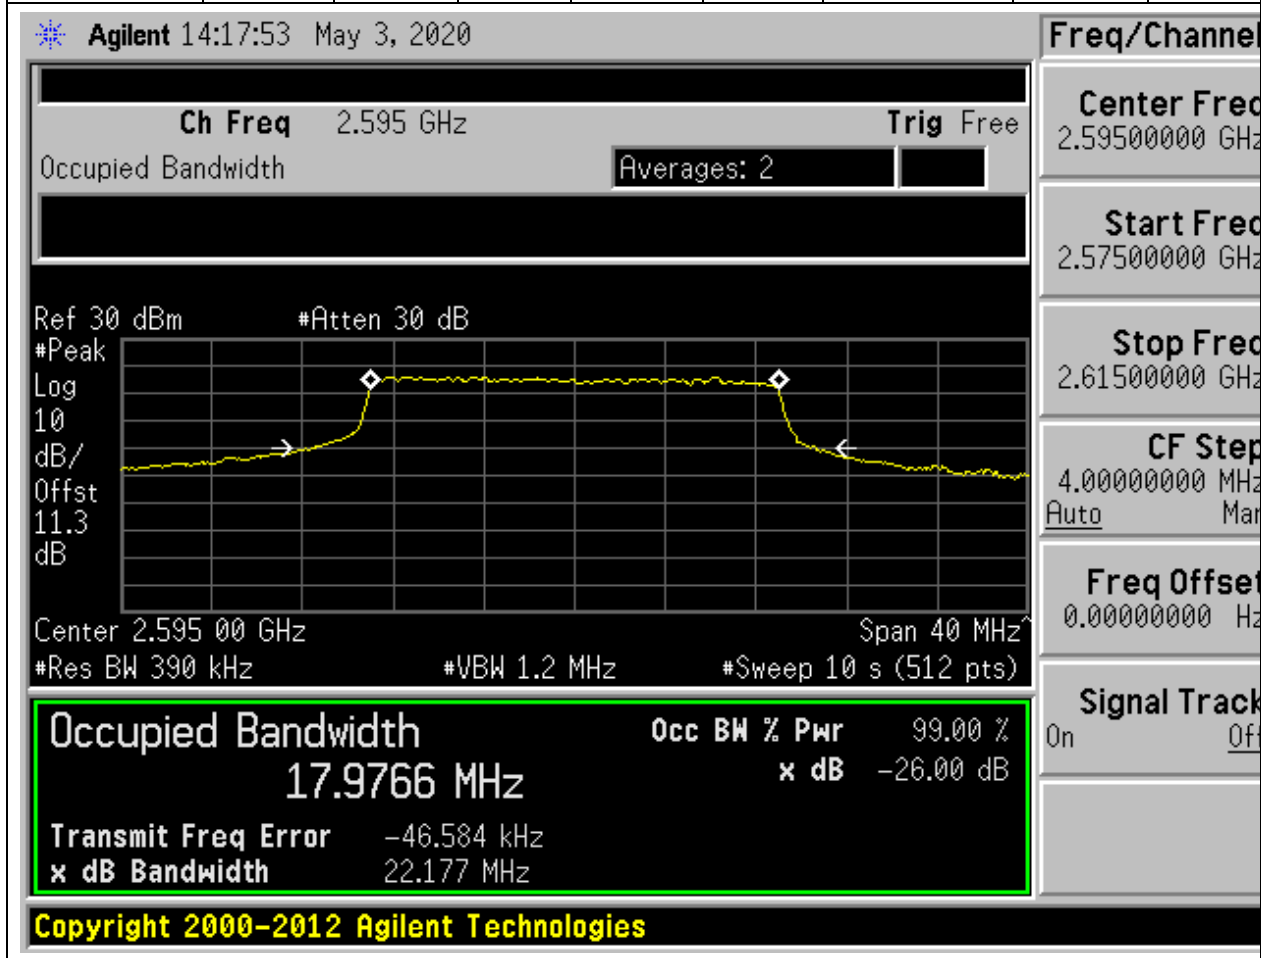 Agilent 14:17:53 May 3, 2020
Freq/Channel
Ch Freq 2.595 GHz Trig Free
Occupied Bandwidth Averages: 2
Center Freq
2.59500000 GHz
Start Freq
2.57500000 GHz
Stop Freq
2.61500000 GHz
CF Step
4.00000000 MHz
Auto Man
Freq Offset
0.00000000 Hz
Signal Track
On Off
Ref 30 dBm #Atten 30 dB
#Peak
Log
10
dB/
Offst
11.3
dB
Center 2.595 00 GHz Span 40 MHz^
#Res BW 390 kHz #VBW 1.2 MHz #Sweep 10 s (512 pts)
Occupied Bandwidth Occ BW % Pwr 99.00 %
17.9766 MHz x dB -26.00 dB
Transmit Freq Error -46.584 kHz
x dB Bandwidth 22.177 MHz
Copyright 2000-2012 Agilent Technologies